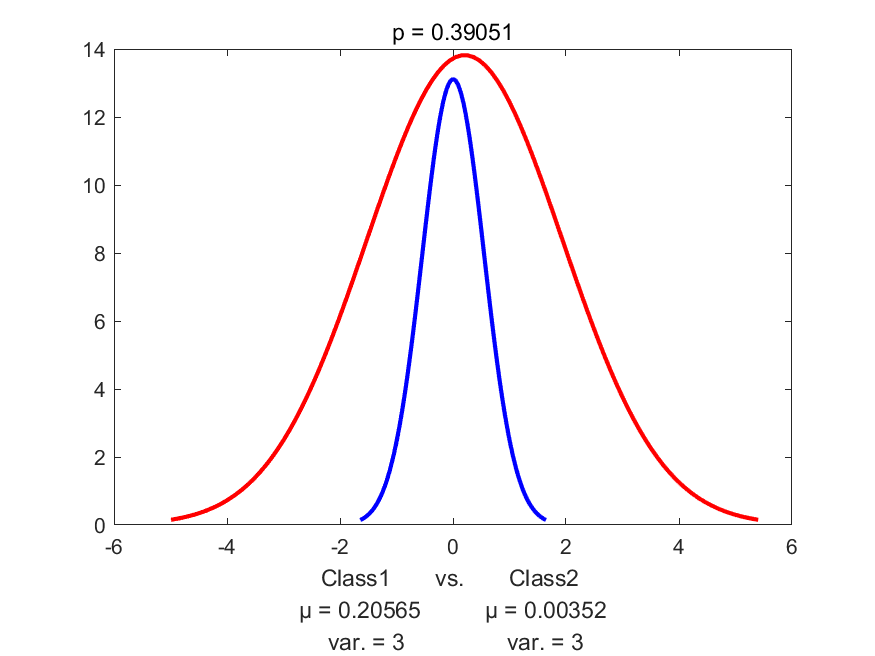 p = 0.39051
14
12
10
8
6
4
2
0
-6 -4 -2 0 2 4 6
Class1 vs. Class2
μ = 0.20565 μ = 0.00352
var. = 3 var. = 3